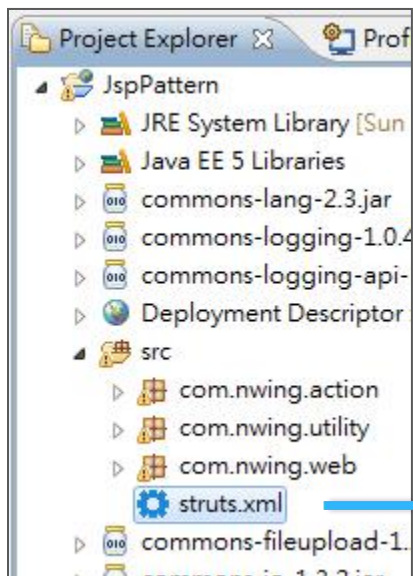 Project Explorer Prof
JspPattern
JRE System Library [Sun
Java EE 5 Libraries
commons-lang-2.3.jar
commons-logging-1.0.4
commons-logging-api-
Deployment Descriptor
src
com.nwing.action
com.nwing.utility
com.nwing.web
struts.xml
commons-fileupload-1.